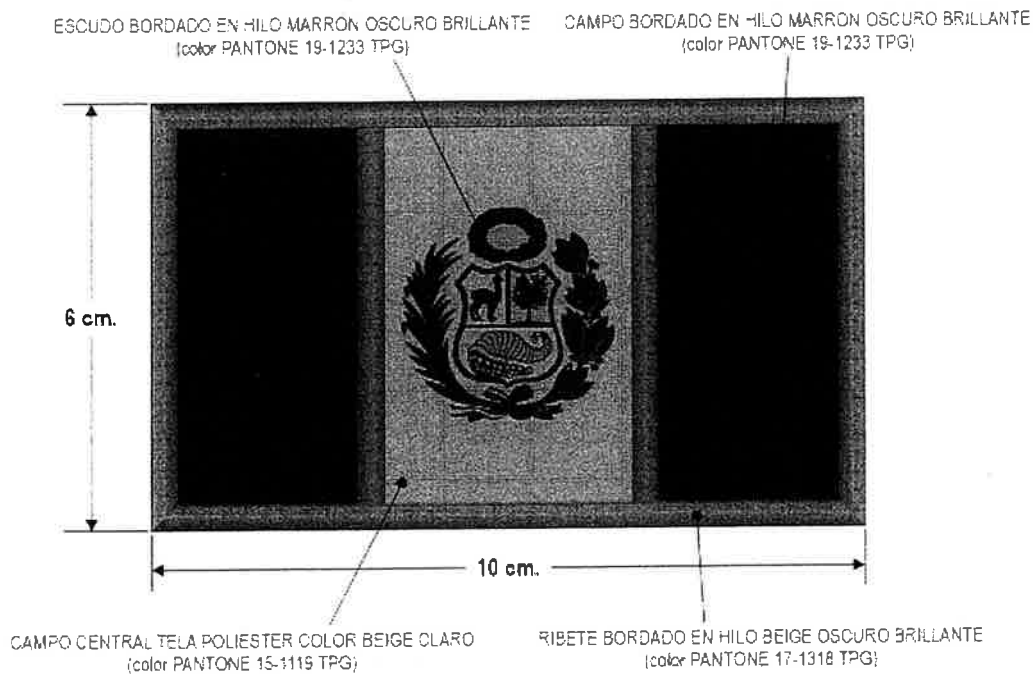 ESCUDO BORDADO EN HILO MARRON OSCURO BRILLANTE
(color PANTONE 19-1233 TPG)
CAMPO BORDADO EN HILO MARRON OSCURO BRILLANTE
(color PANTONE 19-1233 TPG)
6 cm.
10 cm.
CAMPO CENTRAL TELA POLIESTER COLOR BEIGE CLARO
(color PANTONE 15-1119 TPG)
RIBETE BORDADO EN HILO BEIGE OSCURO BRILLANTE
(color PANTONE 17-1318 TPG)